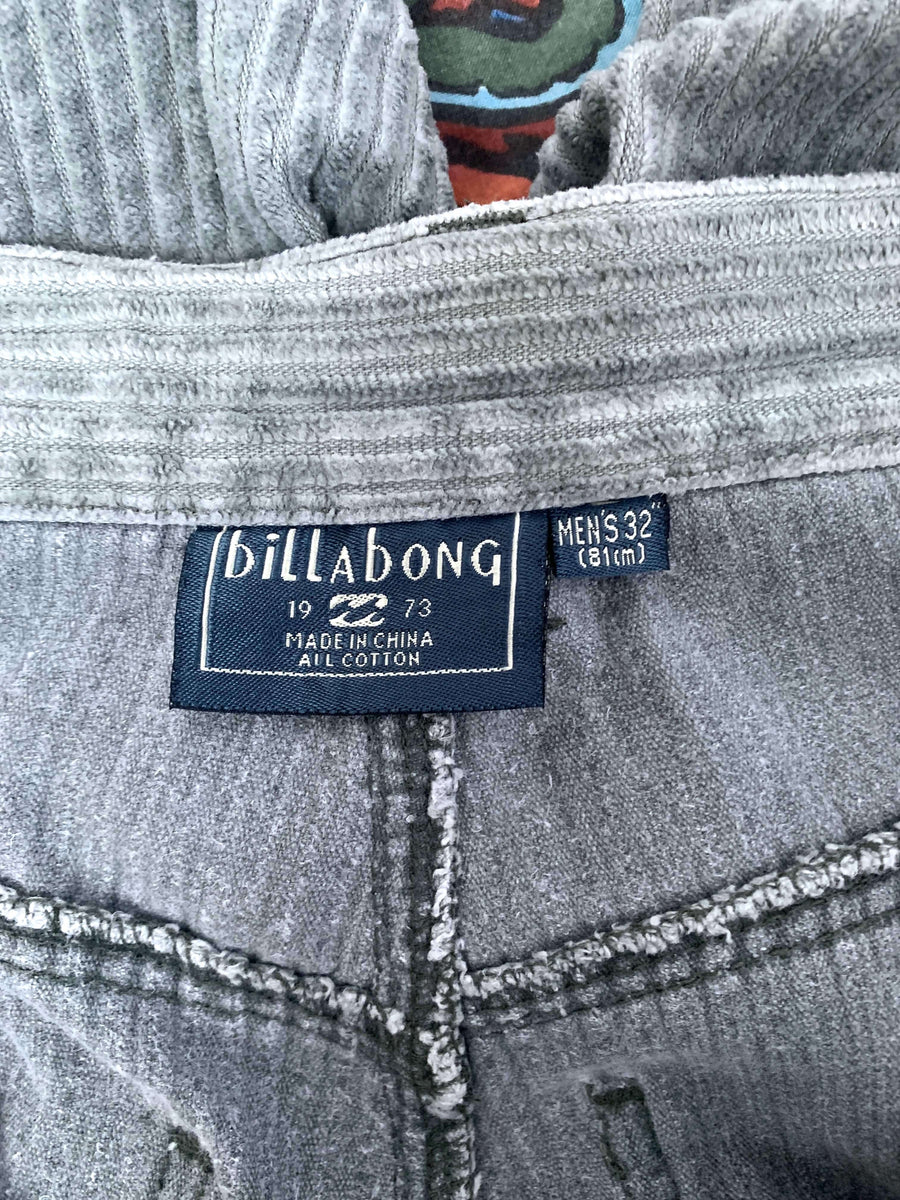 billabong
19 73
MADE IN CHINA
ALL COTTON
MEN'S 32"
(81cm)